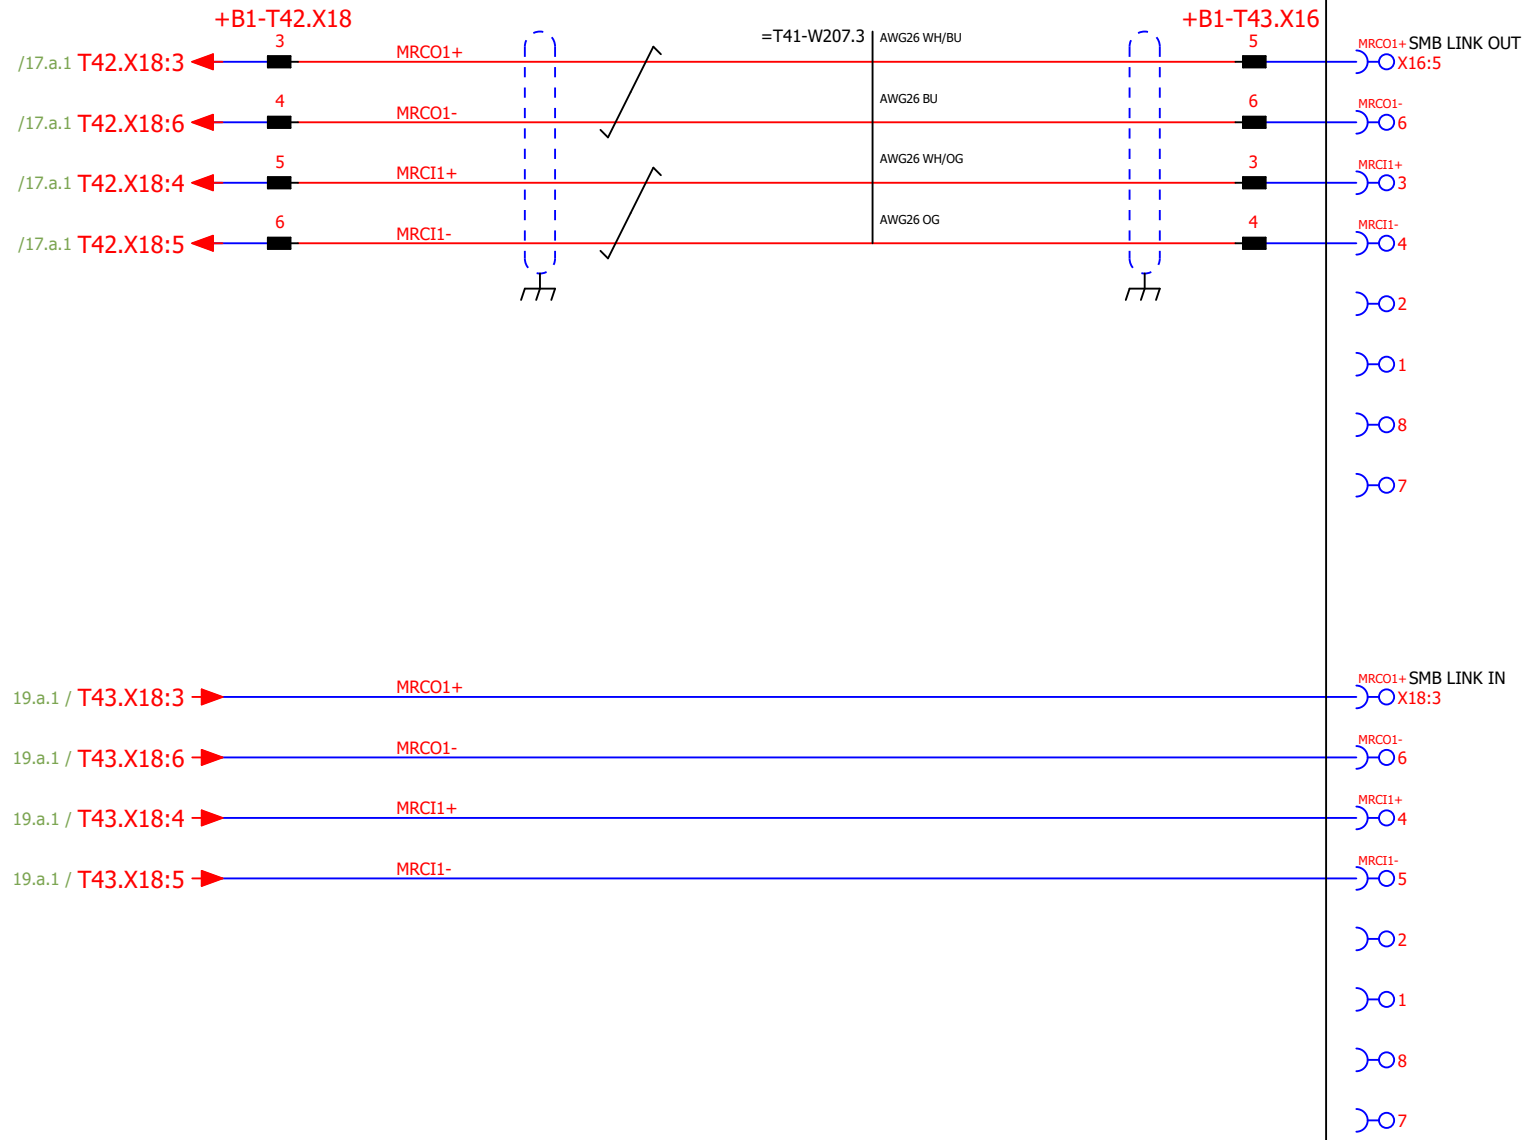 +B1-T42.X18 +B1-T43.X16
=T41-W207.3
/17.a.1 T42.X18:3 3 MRCO1+ AWG26 WH/BU 5 MRCO1+ SMB LINK OUT
X16:5
/17.a.1 T42.X18:6 4 MRCO1- AWG26 BU 6 MRCO1- 6
/17.a.1 T42.X18:4 5 MRCI1+ AWG26 WH/OG 3 MRCI1+ 3
/17.a.1 T42.X18:5 6 MRCI1- AWG26 OG 4 MRCI1- 4
2
1
8
7
19.a.1 / T43.X18:3 MRCO1+ MRCO1+ SMB LINK IN
X18:3
19.a.1 / T43.X18:6 MRCO1- MRCO1- 6
19.a.1 / T43.X18:4 MRCI1+ MRCI1+ 4
19.a.1 / T43.X18:5 MRCI1- MRCI1- 5
2
1
8
7